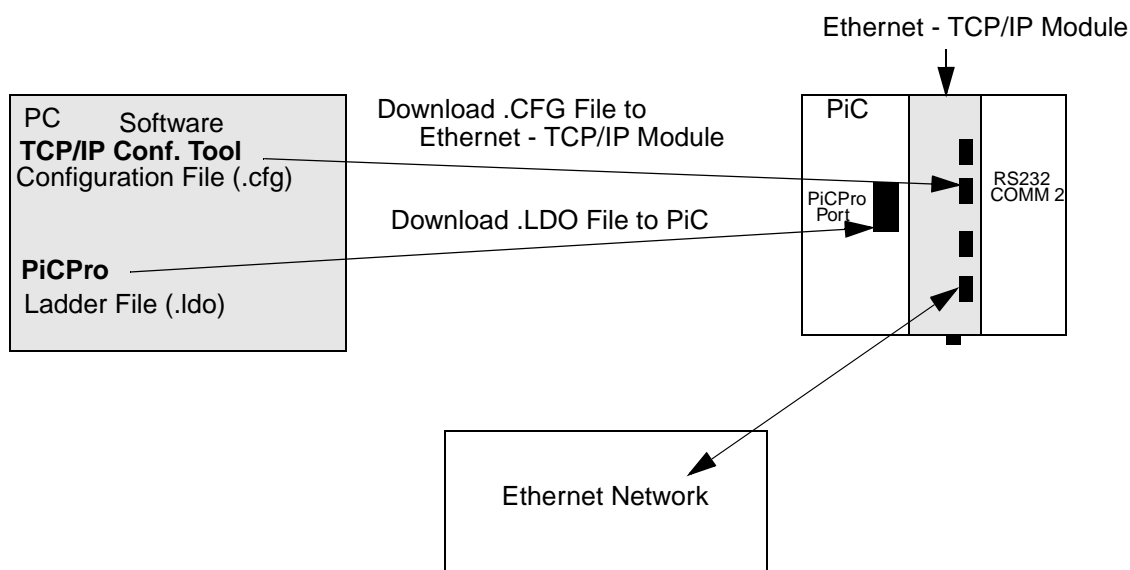 Ethernet - TCP/IP Module
PC
Software
TCP/IP Conf. Tool
Configuration File (.cfg)
PiCPro
Ladder File (.ldo)
Download .CFG File to
Ethernet - TCP/IP Module
Download .LDO File to PiC
PiC
PiCPro
Port
RS232
COMM 2
Ethernet Network